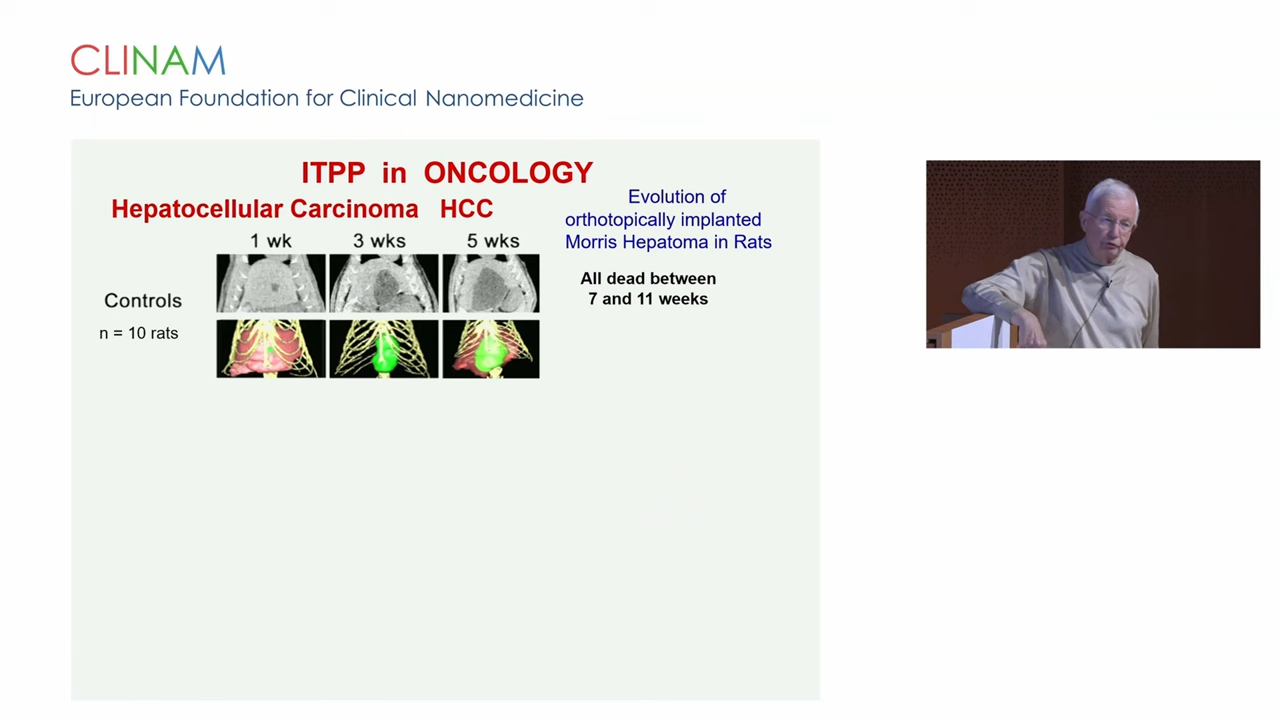 CLINAM
European Foundation for Clinical Nanomedicine
ITPP in ONCOLOGY
Hepatocellular Carcinoma HCC
Evolution of
orthotopically implanted
Morris Hepatoma in Rats
1 wk 3 wks 5 wks
All dead between
7 and 11 weeks
Controls
n = 10 rats